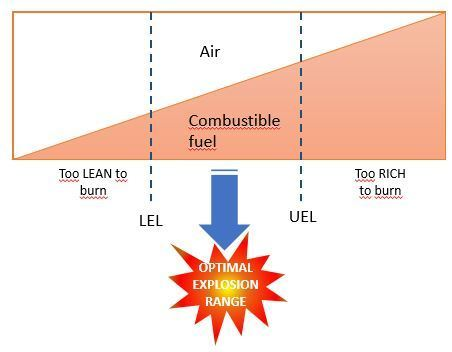 Air
Combustible
fuel
Too LEAN to
burn
Too RICH
to burn
LEL
UEL
OPTIMAL
EXPLOSION
RANGE